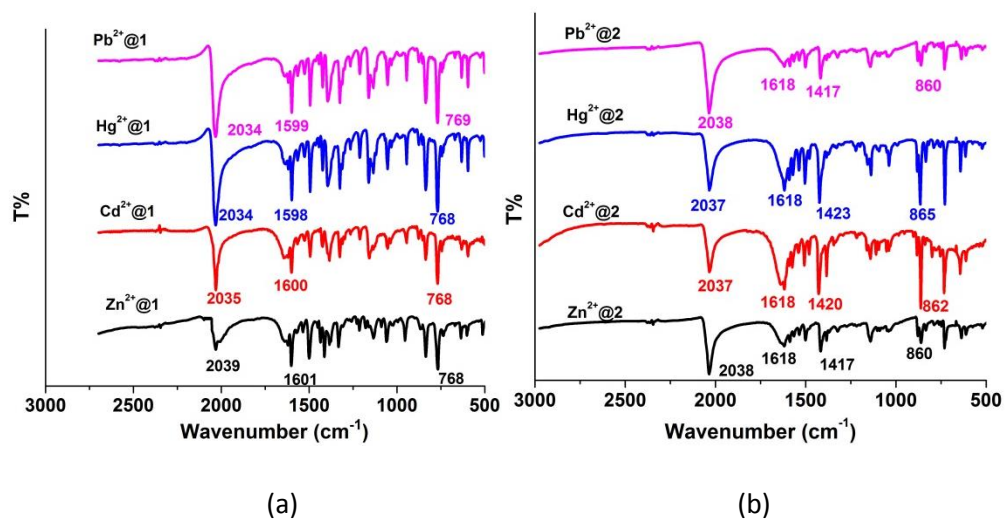 Pb²⁺@1
2034
1599
769
Hg²⁺@1
2034
1598
768
Cd²⁺@1
2035
1600
768
Zn²⁺@1
2039
1601
768
T%
3000 2500 2000 1500 1000 500
Wavenumber (cm⁻¹)
(a)
Pb²⁺@2
2038
1618
1417
860
Hg²⁺@2
2037
1618
1423
865
Cd²⁺@2
2037
1618
1420
862
Zn²⁺@2
2038
1618
1417
860
T%
3000 2500 2000 1500 1000 500
Wavenumber (cm⁻¹)
(b)